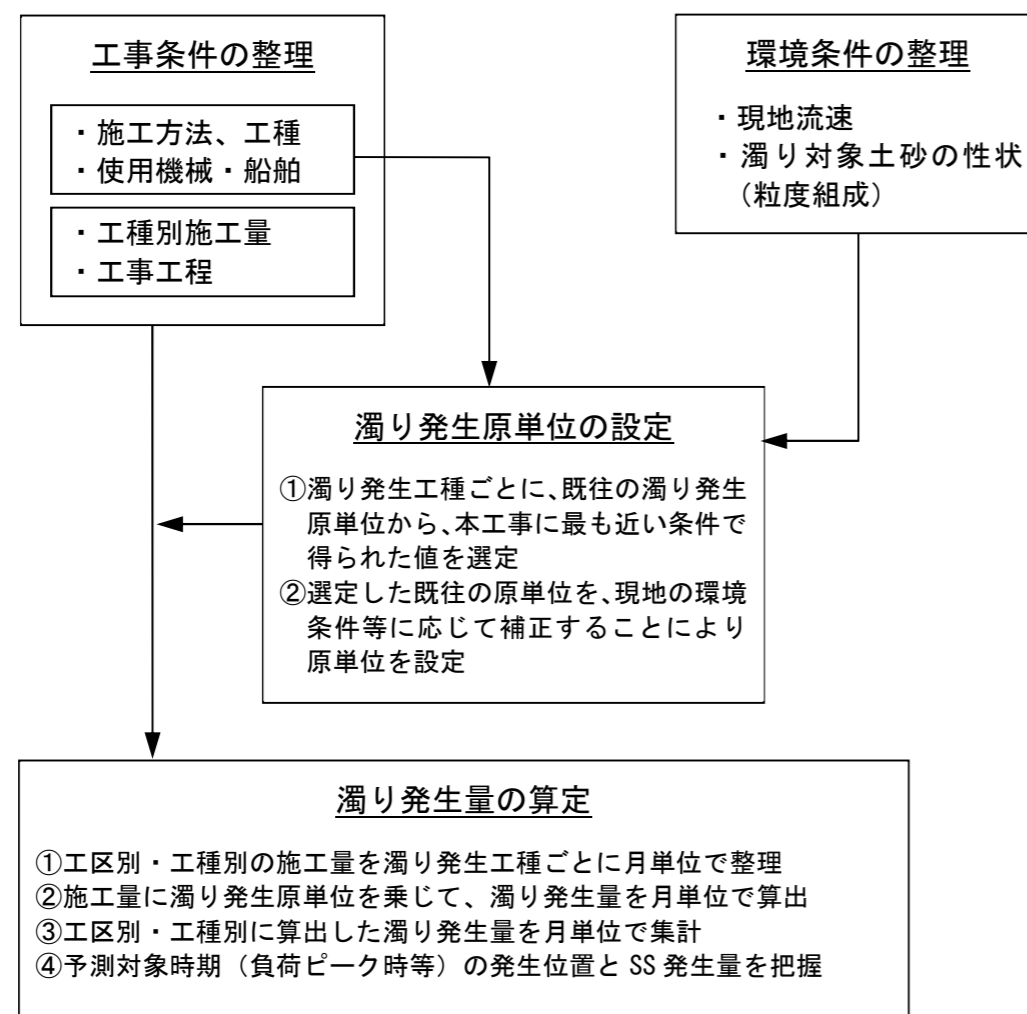 工事条件の整理
・施工方法、工種
・使用機械・船舶
・工種別施工量
・工事工程
環境条件の整理
・現地流速
・濁り対象土砂の性状
（粒度組成）
濁り発生原単位の設定
①濁り発生工種ごとに、既往の濁り発生
原単位から、本工事に最も近い条件で
得られた値を選定
②選定した既往の原単位を、現地の環境
条件等に応じて補正することにより
原単位を設定
濁り発生量の算定
①工区別・工種別の施工量を濁り発生工種ごとに月単位で整理
②施工量に濁り発生原単位を乗じて、濁り発生量を月単位で算出
③工区別・工種別に算出した濁り発生量を月単位で集計
④予測対象時期（負荷ピーク時等）の発生位置と SS 発生量を把握